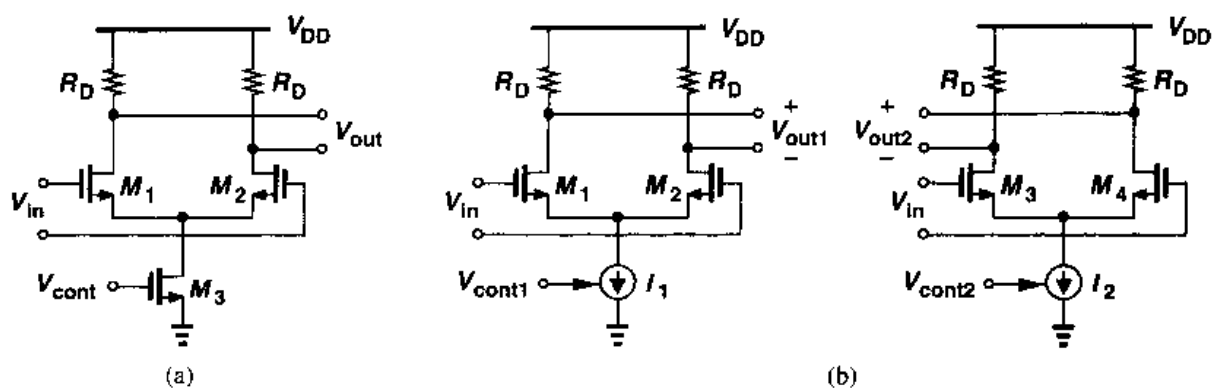 V_DD
R_D
R_D
V_out
M_1
M_2
V_in
V_cont
M_3
(a)
V_DD
R_D
R_D
+
V_out1
−
M_1
M_2
V_in
V_cont1
I_1
V_DD
R_D
R_D
+
V_out2
−
M_3
M_4
V_in
V_cont2
I_2
(b)